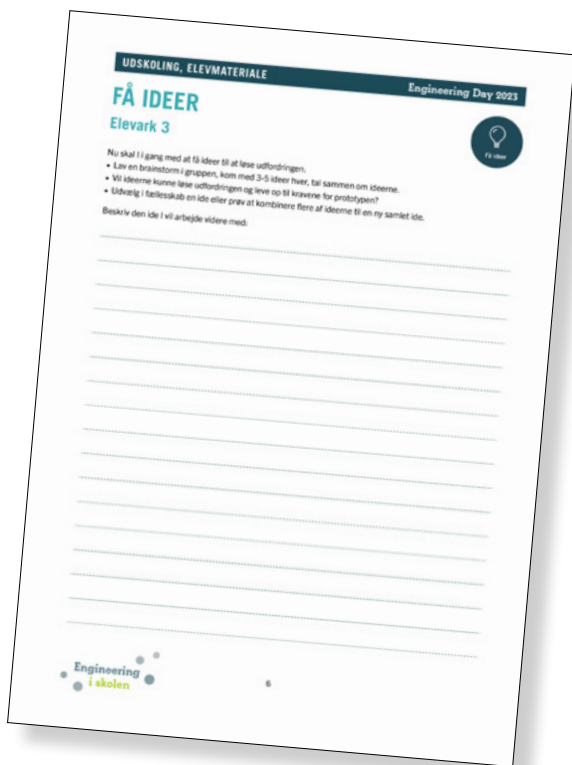 UDSKOLING, ELEVMATERIALE
Engineering Day 2023
FÅ IDEER
Elevark 3
Få ideer
Nu skal I i gang med at få ideer til at løse udfordringen.
• Lav en brainstorm i gruppen, kom med 3-5 ideer hver, tal sammen om ideerne.
• Vil ideerne kunne løse udfordringen og leve op til kravene for prototypen?
• Udvælg i fællesskab en ide eller prøv at kombinere flere af ideerne til en ny samlet ide.
Beskriv den ide I vil arbejde videre med:
Engineering
i skolen
6